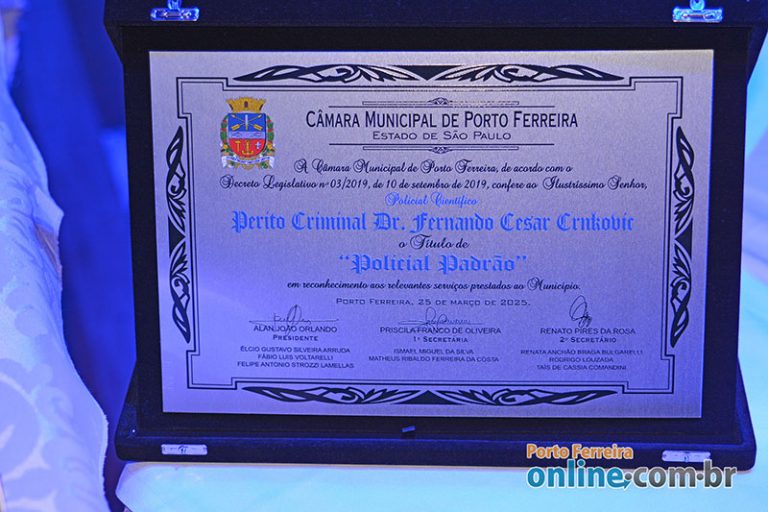 CÂMARA MUNICIPAL DE PORTO FERREIRA
ESTADO DE SÃO PAULO
A Câmara Municipal de Porto Ferreira, de acordo com o
Decreto Legislativo nº 03/2019, de 10 de setembro de 2019, confere ao Ilustríssimo Senhor,
Policial Científico
Perito Criminal Dr. Fernando Cesar Crnkovic
o Título de
“Policial Padrão”
em reconhecimento aos relevantes serviços prestados ao Município.
PORTO FERREIRA, 25 DE MARÇO DE 2025.
ALAN JOÃO ORLANDO
PRESIDENTE
ÉLCIO GUSTAVO SILVEIRA ARRUDA
FÁBIO LUIS VOLTARELLI
FELIPE ANTONIO STROZZI LAMELLAS
PRISCILA FRANCO DE OLIVEIRA
1ª SECRETÁRIA
ISMAEL MIGUEL DA SILVA
MATHEUS RIBALDO FERREIRA DA COSTA
RENATO PIRES DA ROSA
2º SECRETÁRIO
RENATA ANCHÃO BRAGA BULGARELLI
RODRIGO LOUZADA
TAÍS DE CASSIA COMANDINI
Porto Ferreira
online.com.br